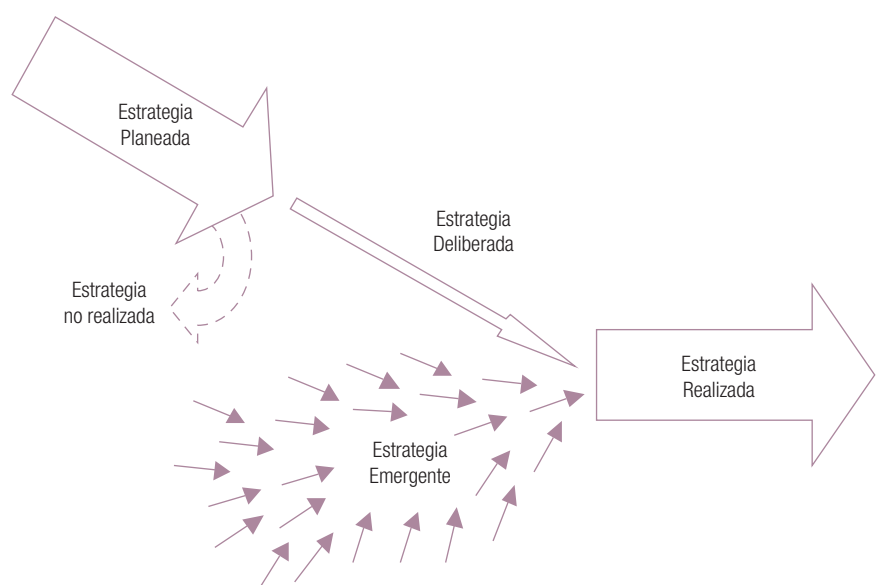 Estrategia
Planeada
Estrategia
Deliberada
Estrategia
no realizada
Estrategia
Realizada
Estrategia
Emergente